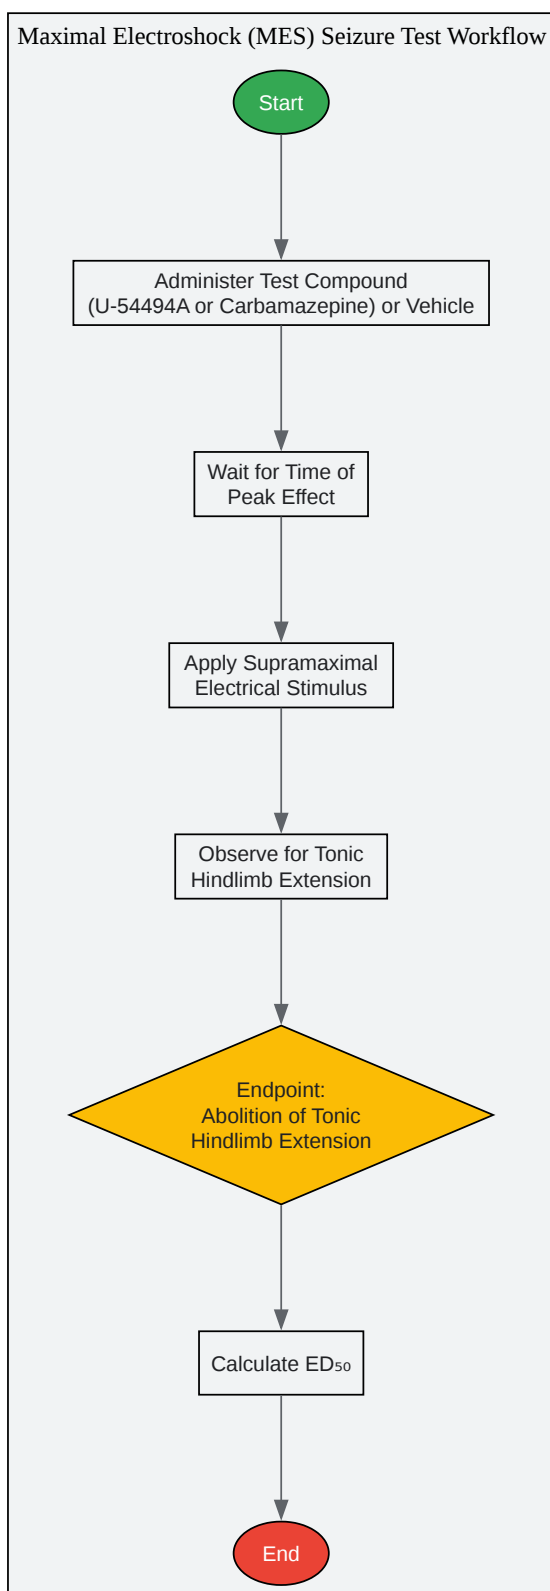 Maximal Electroshock (MES) Seizure Test Workflow
Start
Administer Test Compound
(U-54494A or Carbamazepine) or Vehicle
Wait for Time of
Peak Effect
Apply Supramaximal
Electrical Stimulus
Observe for Tonic
Hindlimb Extension
Endpoint:
Abolition of Tonic
Hindlimb Extension
Calculate ED₅₀
End